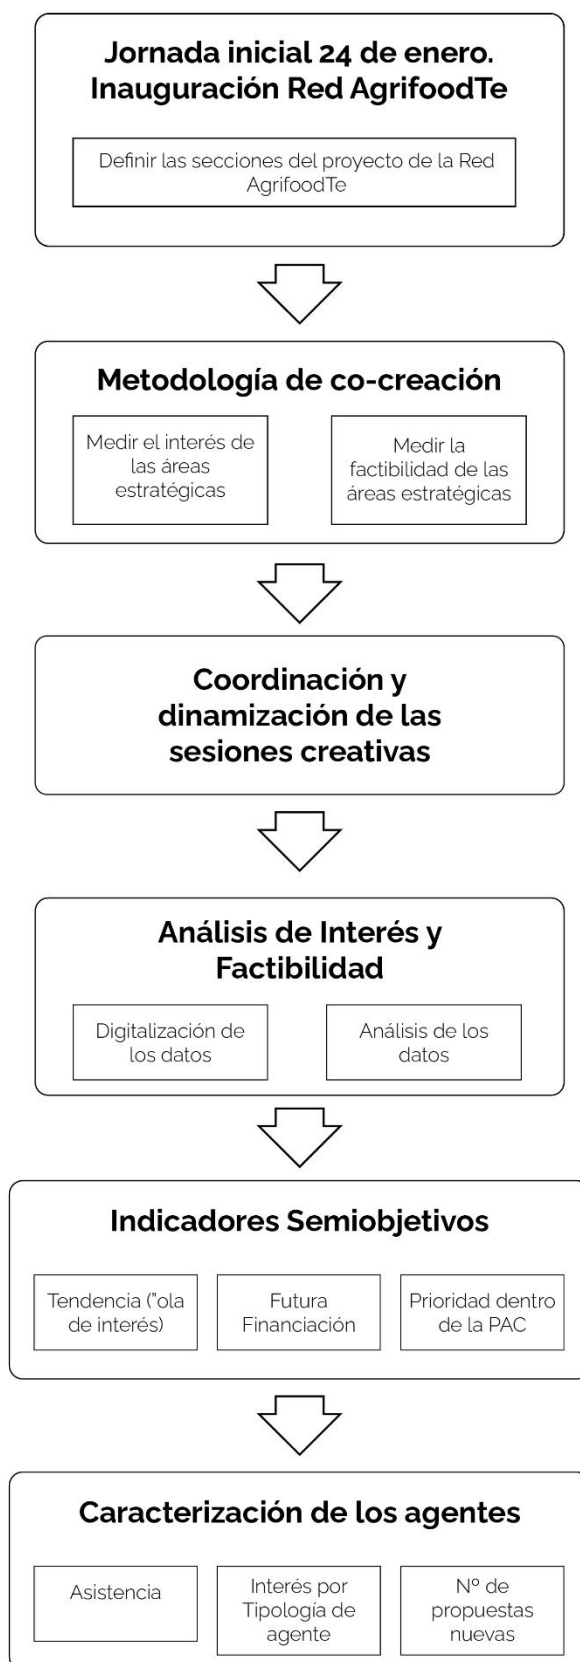 Jornada inicial 24 de enero.
Inauguración Red AgrifoodTe
Definir las secciones del proyecto de la Red
AgrifoodTe
Metodología de co-creación
Medir el interés de
las áreas
estratégicas
Medir la
factibilidad de las
áreas estratégicas
Coordinación y
dinamización de las
sesiones creativas
Análisis de Interés y
Factibilidad
Digitalización de
los datos
Análisis de los
datos
Indicadores Semiobjetivos
Tendencia ("ola
de interés)
Futura
Financiación
Prioridad dentro
de la PAC
Caracterización de los agentes
Asistencia
Interés por
Tipología de
agente
Nº de
propuestas
nuevas